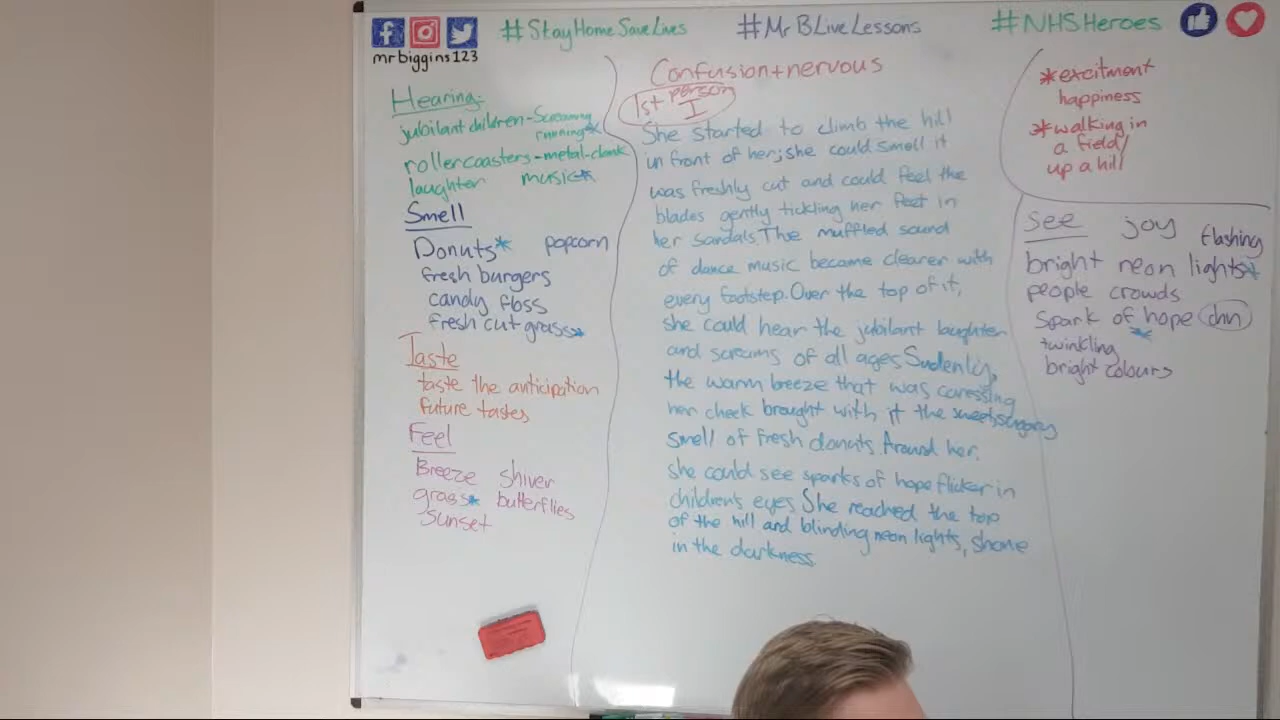 #StayHomeSaveLives
#MrBLiveLessons
#NHSHeroes
mrbiggins123
Hearing:
jubilant children-Screaming
running*
rollercoasters-metal-clank
laughter music*
Smell
Donuts* popcorn
fresh burgers
candy floss
fresh cut grass*
Taste
taste the anticipation
future tastes
Feel
Breeze shiver
grass* butterflies
sunset
Confusion+nervous
1st person
I
She started to climb the hill
in front of her; she could smell it
was freshly cut and could feel the
blades gently tickling her feet in
her sandals. The muffled sound
of dance music became clearer with
every footstep. Over the top of it,
she could hear the jubilant laughter
and screams of all ages. Sudenly,
the warm breeze that was caressing
her cheek brought with it the sweet, sugary
smell of fresh donuts. Around her,
she could see sparks of hope flicker in
children's eyes. She reached the top
of the hill and blinding neon lights, shone
in the darkness.
*excitment
happiness
*walking in
a field/
up a hill
see joy flashing
bright neon lights*
people crowds
Spark of hope chn
*
twinkling
bright colours